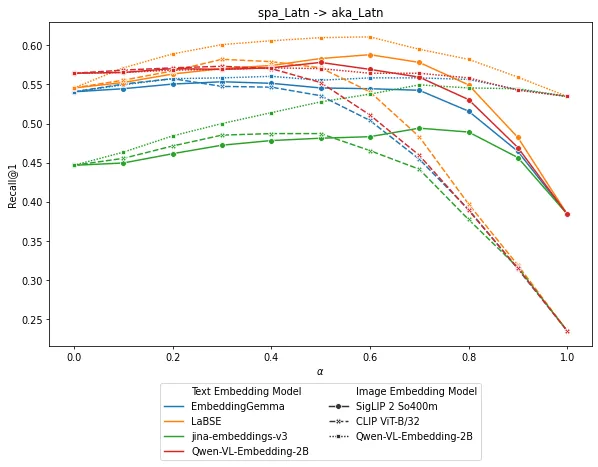 spa_Latn -> aka_Latn
Recall@1
0.60
0.55
0.50
0.45
0.40
0.35
0.30
0.25
0.0 0.2 0.4 0.6 0.8 1.0
α
Text Embedding Model Image Embedding Model
EmbeddingGemma SigLIP 2 So400m
LaBSE CLIP ViT-B/32
jina-embeddings-v3 Qwen-VL-Embedding-2B
Qwen-VL-Embedding-2B